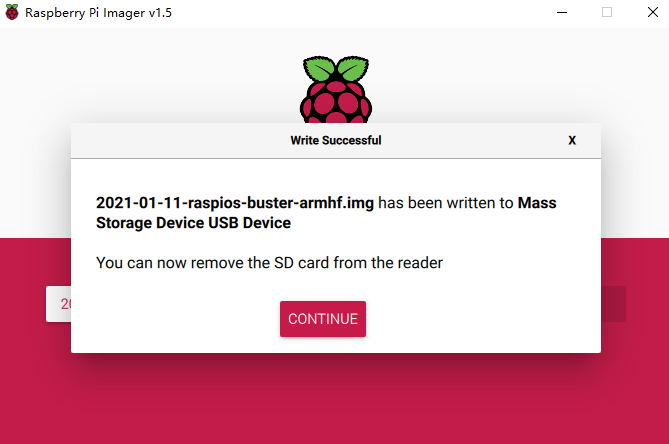 Raspberry Pi Imager v1.5
Write Successful X
2021-01-11-raspios-buster-armhf.img has been written to Mass
Storage Device USB Device
You can now remove the SD card from the reader
CONTINUE